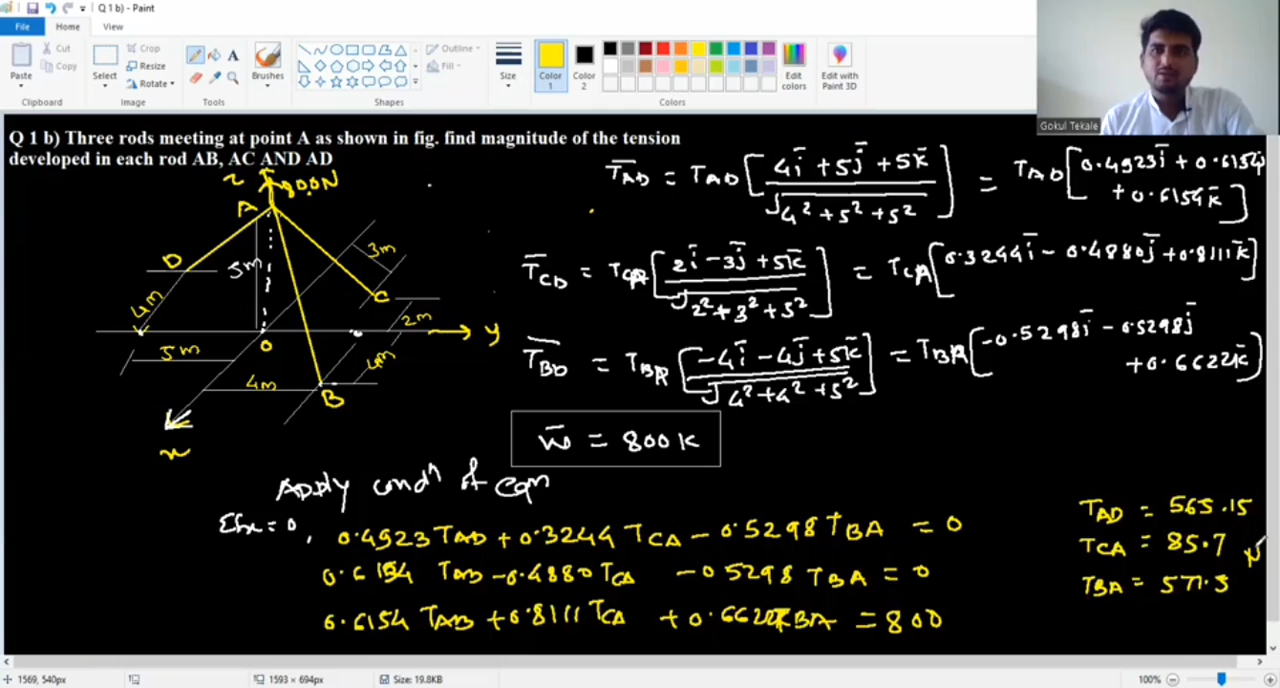 Q 1 b) - Paint
File Home View
Paste Cut Copy Clipboard
Select Crop Resize Rotate Image
Tools
Brushes
Outline Fill Shapes
Size
Color 1 Color 2 Edit colors Colors
Edit with Paint 3D
Gokul Tekale
Q 1 b) Three rods meeting at point A as shown in fig. find magnitude of the tension
developed in each rod AB, AC AND AD
z 800N
A
D
5m
3m
C
4m
2m
O
y
5m
4m
4m
B
x
T̅AD = TAD [ 4i̅ + 5j̅ + 5k̅ / √4² + 5² + 5² ] = TAD [ 0.4923i̅ + 0.6154j̅
+ 0.6154k̅ ]
T̅CD = TCA [ 2i̅ - 3j̅ + 5k̅ / √2² + 3² + 5² ] = TCA [ 0.3244i̅ - 0.4880j̅ + 0.8111k̅ ]
T̅BD = TBA [ -4i̅ - 4j̅ + 5k̅ / √4² + 4² + 5² ] = TBA [ -0.5298i̅ - 0.5298j̅
+ 0.6622k̅ ]
w̅ = 800K
Apply condn of eqn
Σfx = 0, 0.4923 TAD + 0.3244 TCA - 0.5298 TBA = 0
0.6154 TAD - 0.4880 TCA - 0.5298 TBA = 0
0.6154 TAD + 0.8111 TCA + 0.6622 TBA = 800
TAD = 565.15
TCA = 85.7 N
TBA = 577.5
1569, 540px 1593 × 694px Size: 19.8KB 100%